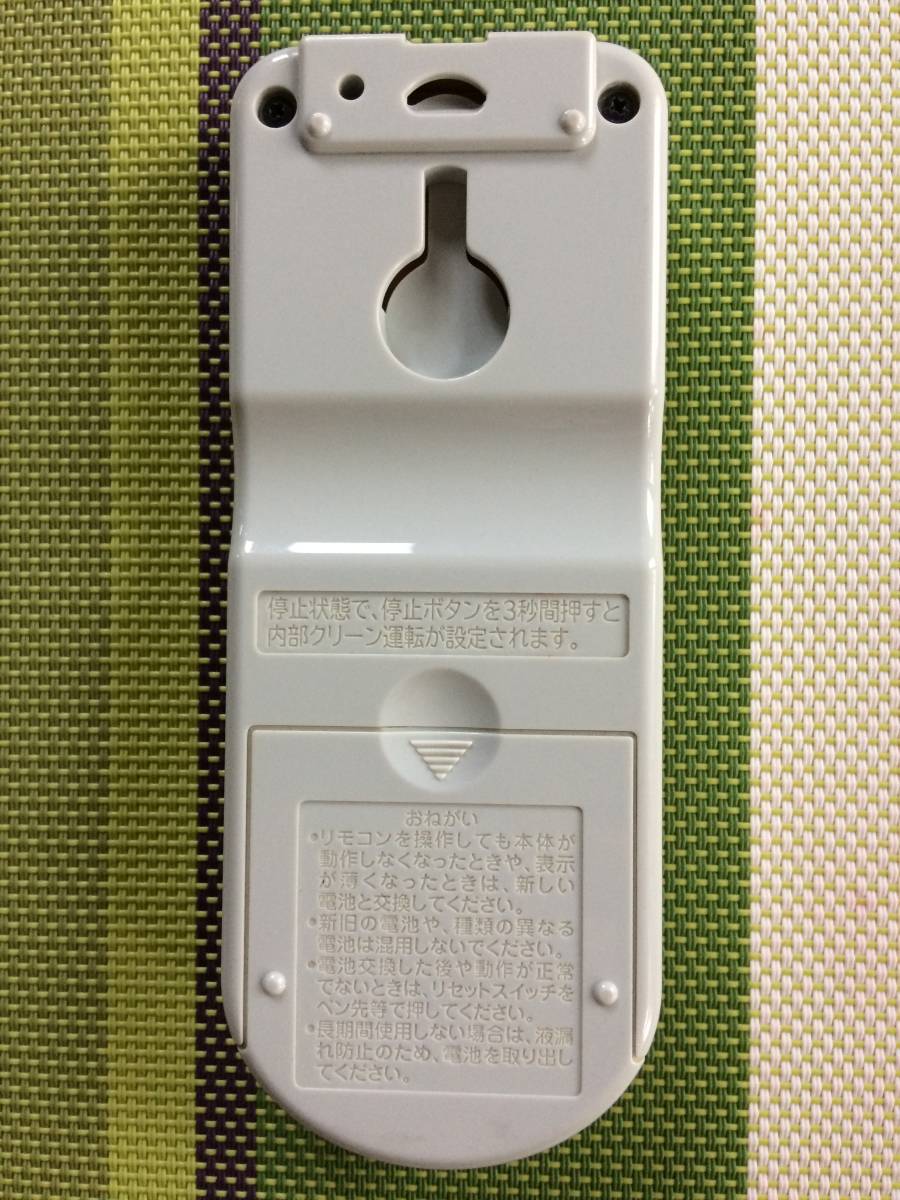 停止状態で、停止ボタンを3秒間押すと
内部クリーン運転が設定されます。
おねがい
•リモコンを操作しても本体が
動作しなくなったときや、表示
が薄くなったときは、新しい
電池と交換してください。
•新旧の電池や、種類の異なる
電池は混用しないでください。
•電池交換した後や動作が正常
でないときは、リセットスイッチを
ペン先等で押してください。
•長期間使用しない場合は、液漏
れ防止のため、電池を取り出し
てください。